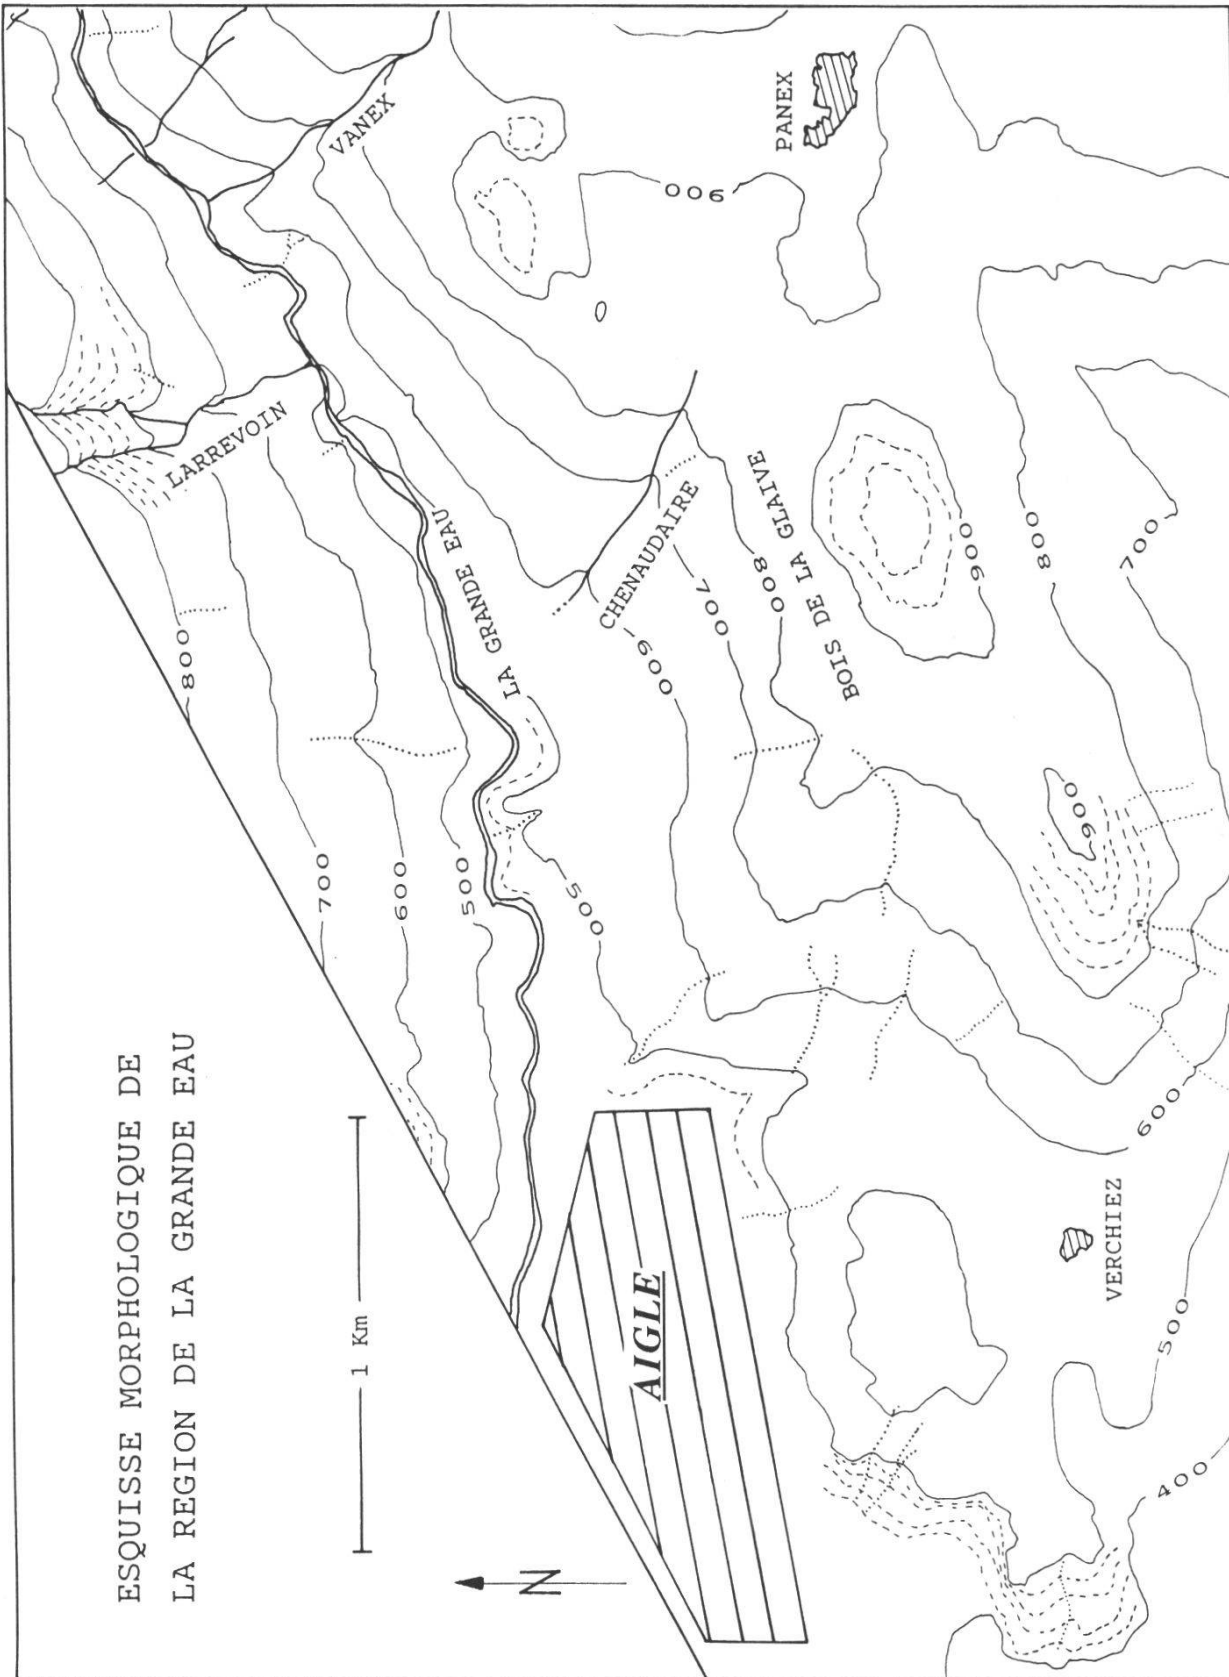 ESQUISSE MORPHOLOGIQUE DE
LA REGION DE LA GRANDE EAU
1 Km
N
800
700
600
500
LARREVOIN
VANEX
LA GRANDE EAU
500
CHENAUDAIRE
600
700
800
BOIS DE LA GLAIVE
900
PANEX
900
800
700
900
600
AIGLE
VERCHIEZ
500
400